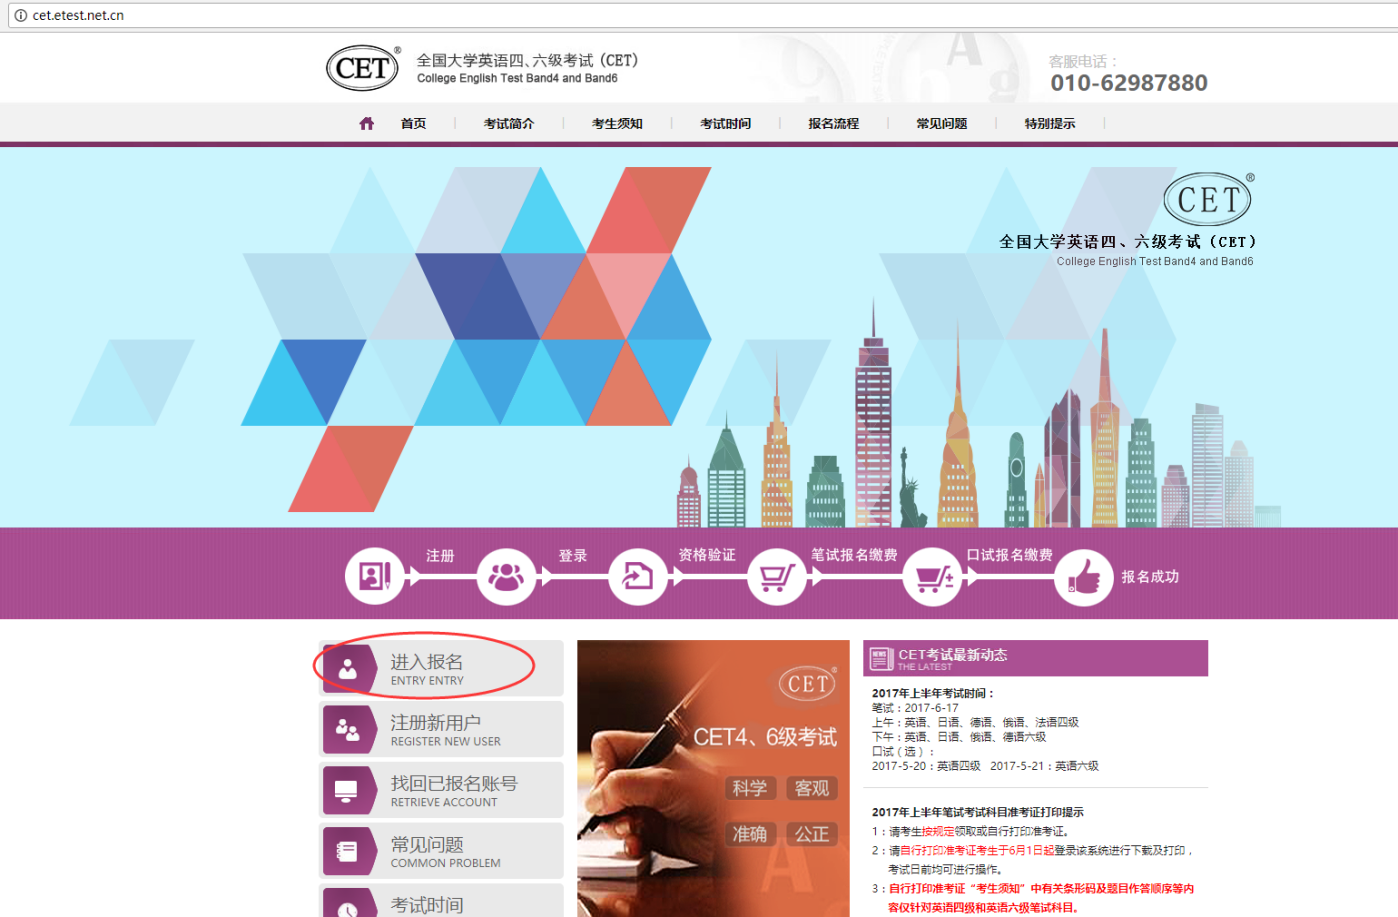 cet.etest.net.cn
CET®
全国大学英语四、六级考试（CET）
College English Test Band4 and Band6
客服电话：
010-62987880
首页 考试简介 考生须知 考试时间 报名流程 常见问题 特别提示
CET®
全国大学英语四、六级考试（CET）
College English Test Band4 and Band6
注册 登录 资格验证 笔试报名缴费 口试报名缴费 报名成功
进入报名
ENTRY ENTRY
注册新用户
REGISTER NEW USER
找回已报名账号
RETRIEVE ACCOUNT
常见问题
COMMON PROBLEM
考试时间
CET®
CET4、6级考试
科学 客观
准确 公正
NEWS
CET考试最新动态
THE LATEST
2017年上半年考试时间：
笔试：2017-6-17
上午：英语、日语、德语、俄语、法语四级
下午：英语、日语、俄语、德语六级
口试（选）：
2017-5-20：英语四级 2017-5-21：英语六级
2017年上半年笔试考试科目准考证打印提示
1：请考生按规定领取或自行打印准考证。
2：请自行打印准考证考生于6月1日起登录该系统进行下载及打印，
考试日前均可进行操作。
3：自行打印准考证“考生须知”中有关条形码及题目作答顺序等内
容仅针对英语四级和英语六级笔试科目。